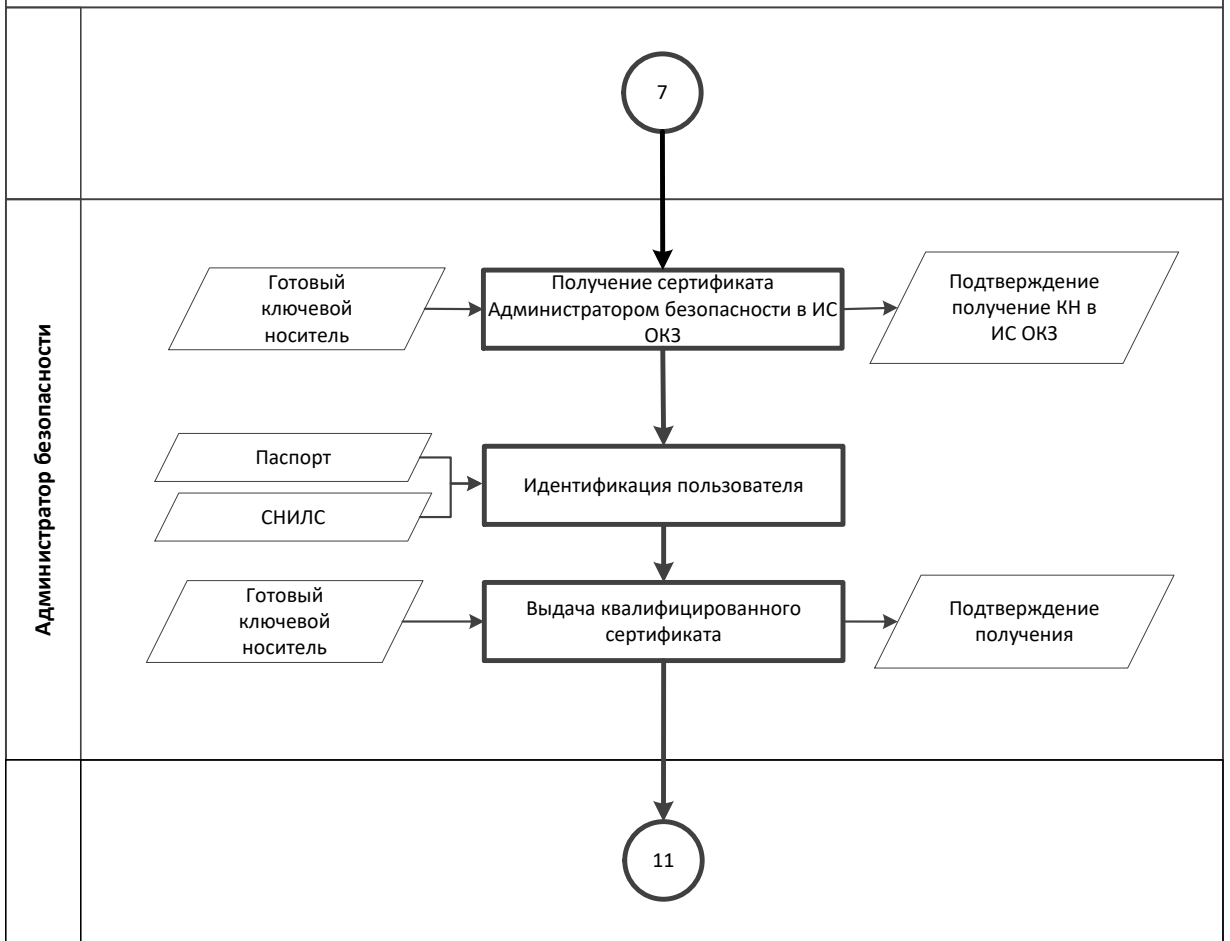 7
Администратор безопасности
Готовый
ключевой
носитель
Получение сертификата
Администратором безопасности в ИС
ОКЗ
Подтверждение
получение КН в
ИС ОКЗ
Паспорт
СНИЛС
Идентификация пользователя
Готовый
ключевой
носитель
Выдача квалифицированного
сертификата
Подтверждение
получения
11